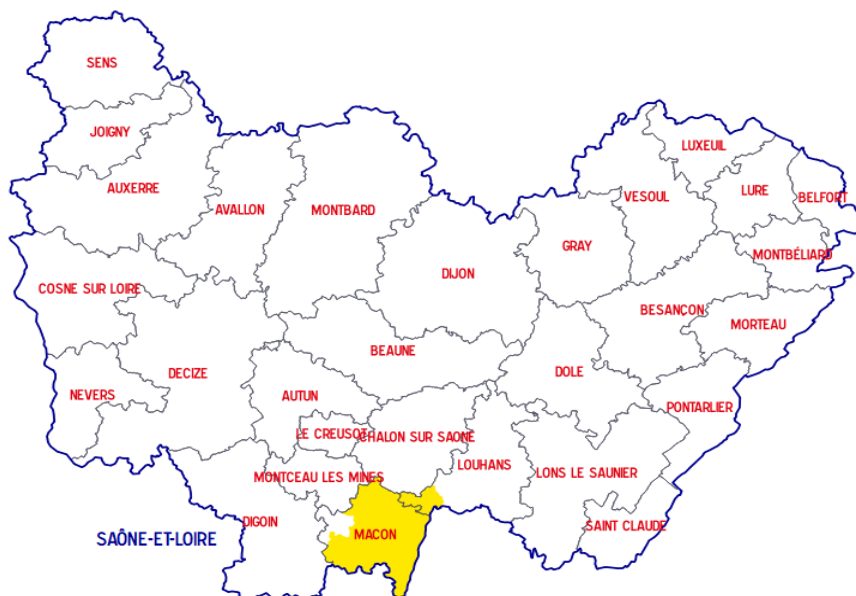 SENS
JOIGNY
LUXEUIL
AUXERRE
LURE
VESOUL
BELFORT
AVALLON
MONTBARD
GRAY
MONTBÉLIARD
DIJON
COSNE SUR LOIRE
BESANÇON
MORTEAU
BEAUNE
DECIZE
DOLE
NEVERS
AUTUN
PONTARLIER
LE CREUSOT
CHALON SUR SAONE
LOUHANS
LONS LE SAUNIER
MONTCEAU LES MINES
DIGOIN
SAINT CLAUDE
MACON
SAÔNE-ET-LOIRE